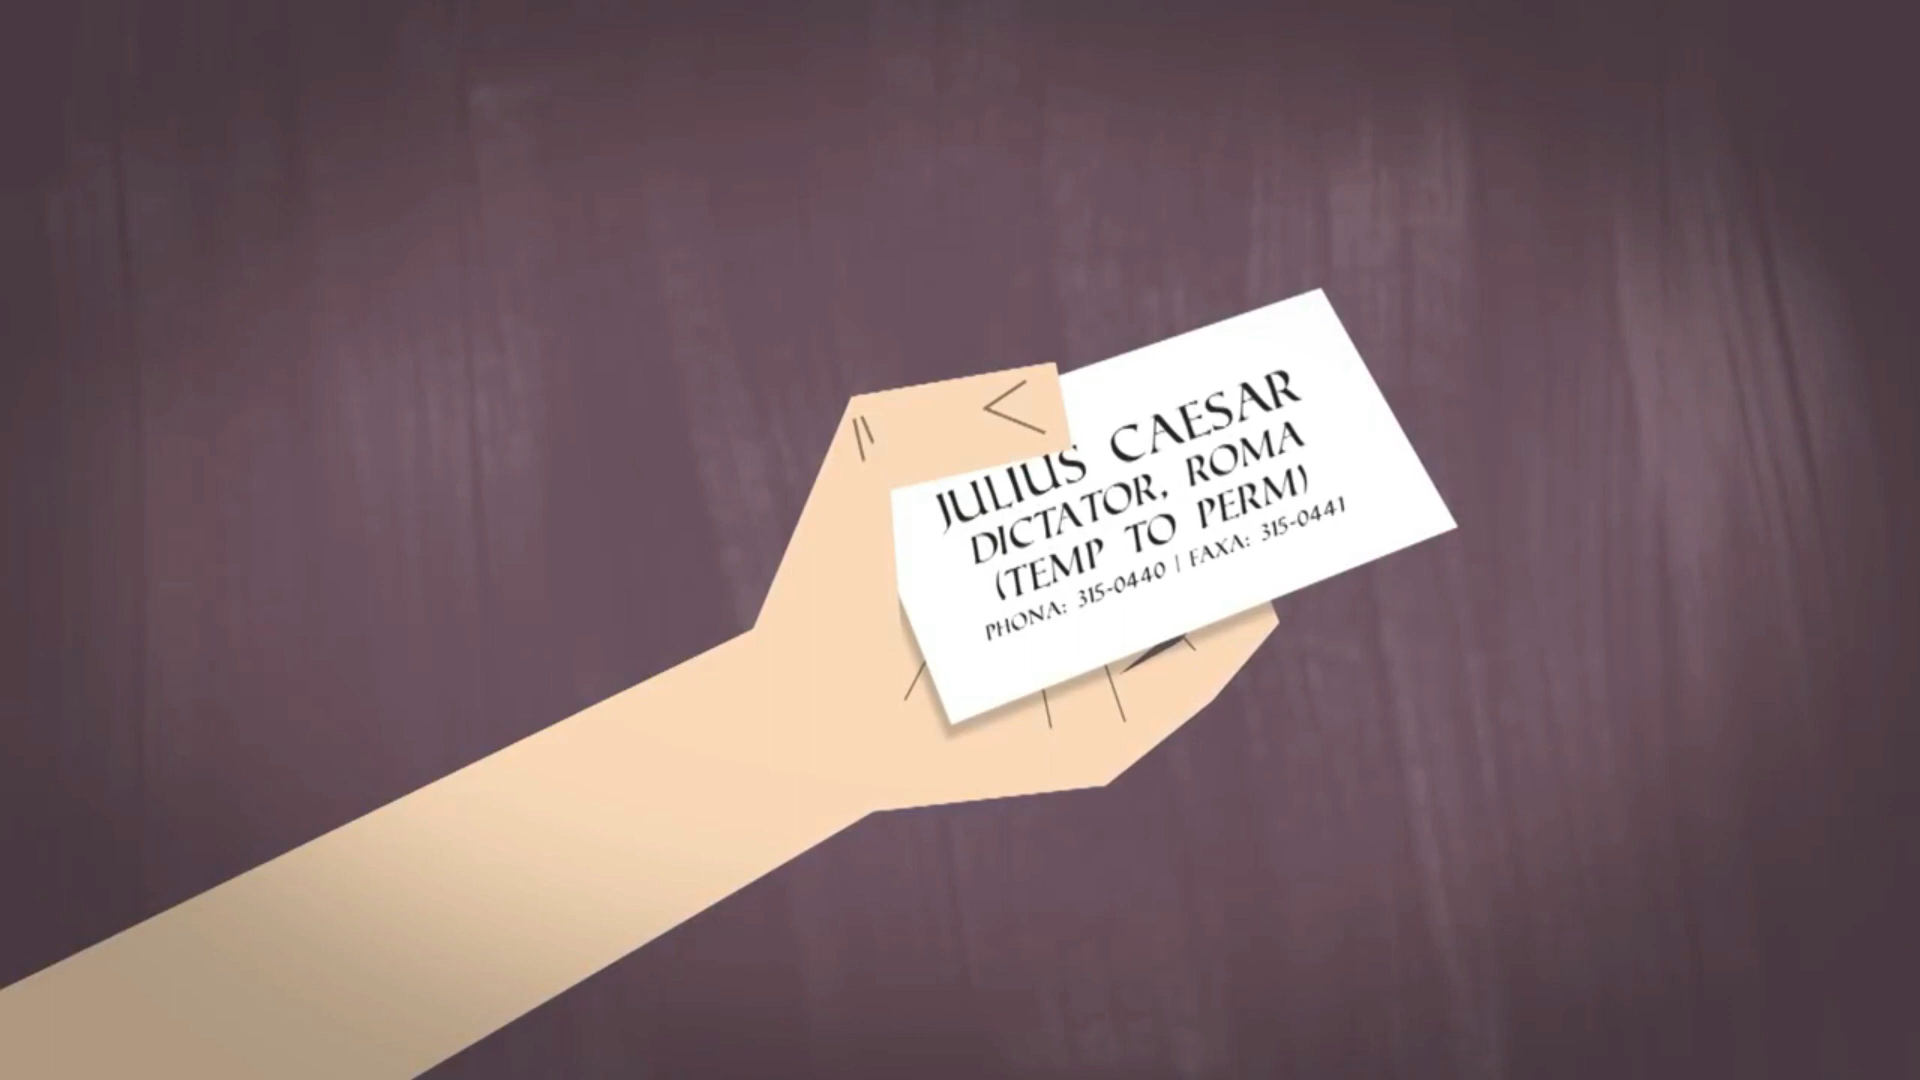 JULIUS CAESAR
DICTATOR, ROMA
(TEMP TO PERM)
PHONA: 315-0440 | FAXA: 315-0441